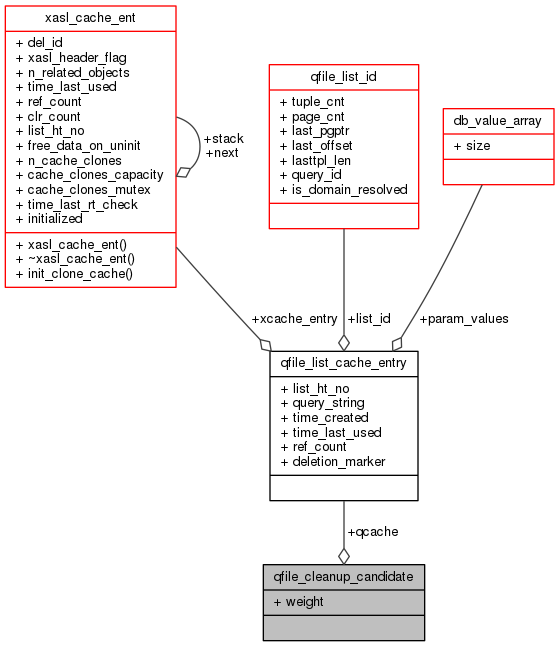 xasl_cache_ent
+ del_id
+ xasl_header_flag
+ n_related_objects
+ time_last_used
+ ref_count
+ clr_count
+ list_ht_no
+ free_data_on_uninit
+ n_cache_clones
+ cache_clones_capacity
+ cache_clones_mutex
+ time_last_rt_check
+ initialized
+ xasl_cache_ent()
+ ~xasl_cache_ent()
+ init_clone_cache()
+stack
+next
qfile_list_id
+ tuple_cnt
+ page_cnt
+ last_pgptr
+ last_offset
+ lasttpl_len
+ query_id
+ is_domain_resolved
db_value_array
+ size
+xcache_entry
+list_id
+param_values
qfile_list_cache_entry
+ list_ht_no
+ query_string
+ time_created
+ time_last_used
+ ref_count
+ deletion_marker
+qcache
qfile_cleanup_candidate
+ weight